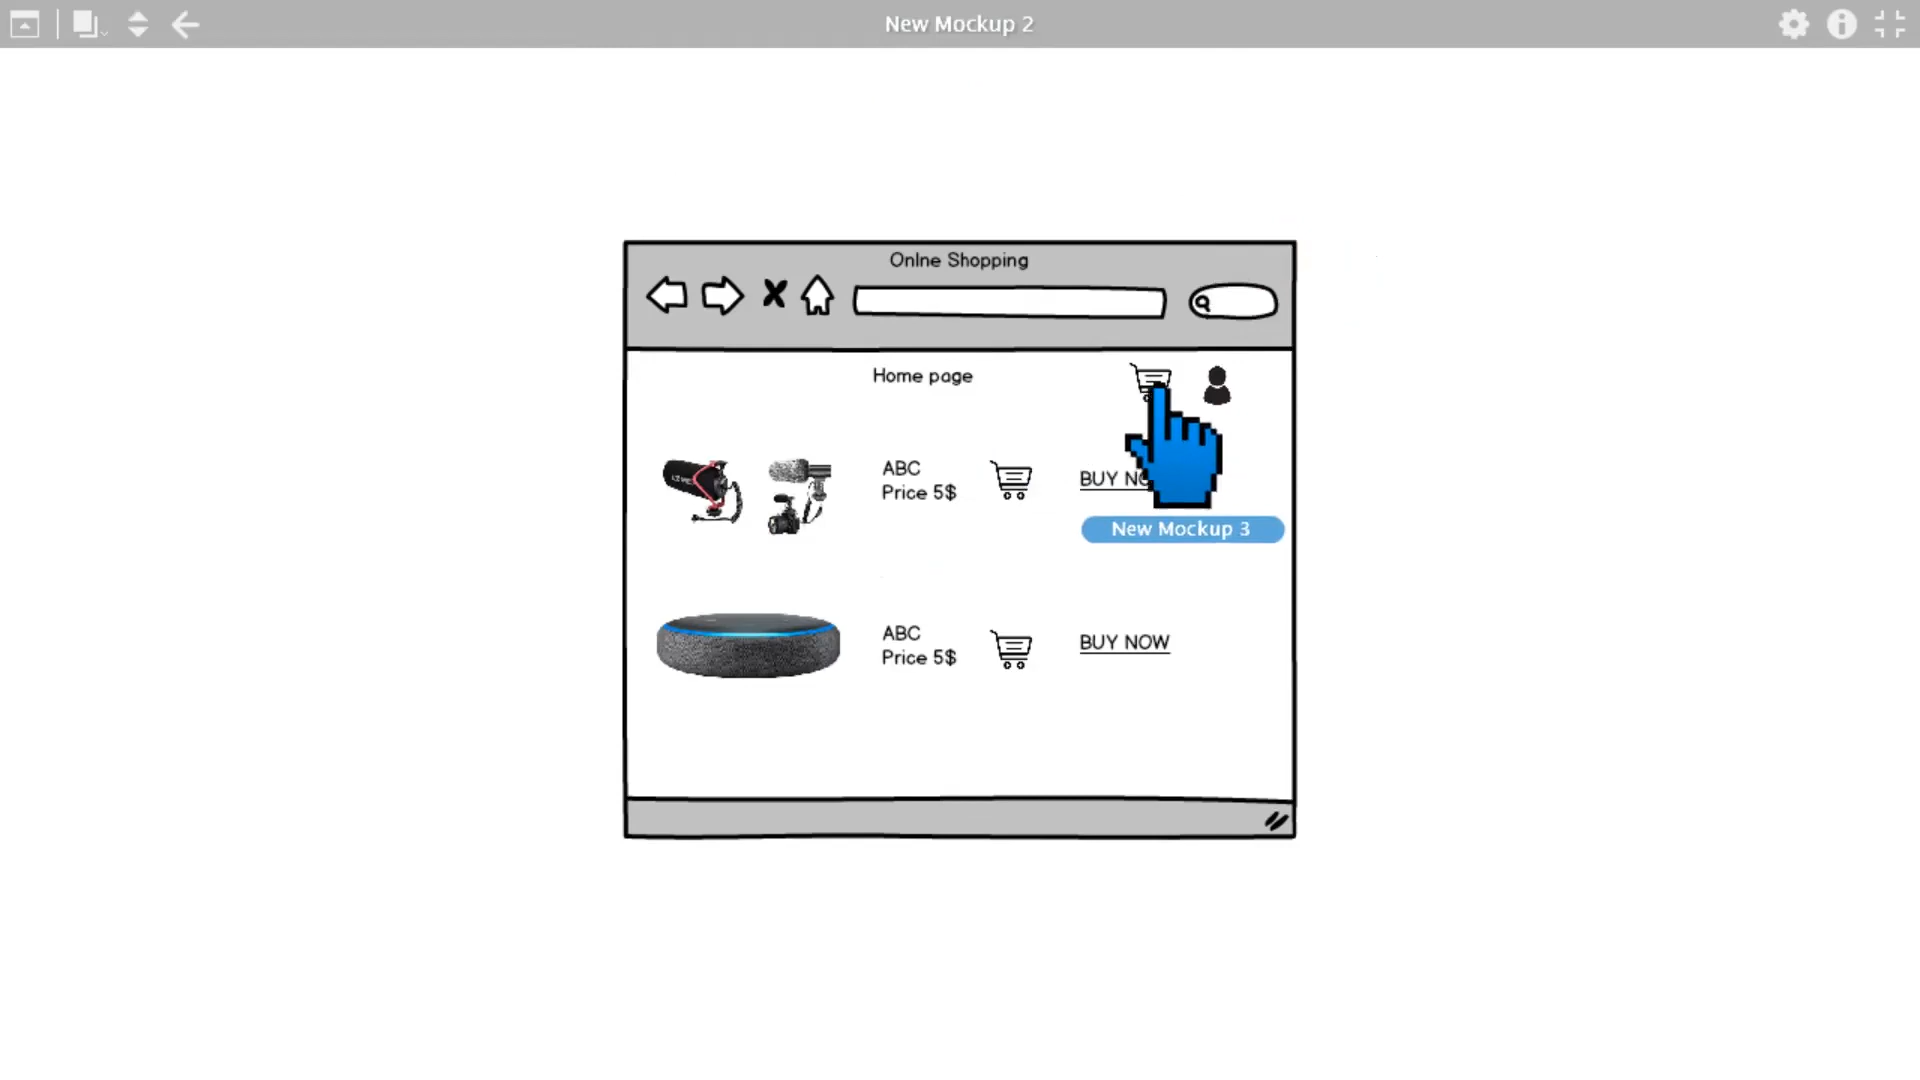 New Mockup 2
Onlne Shopping
Home page
ABC
Price 5$
BUY NO
New Mockup 3
ABC
Price 5$
BUY NOW